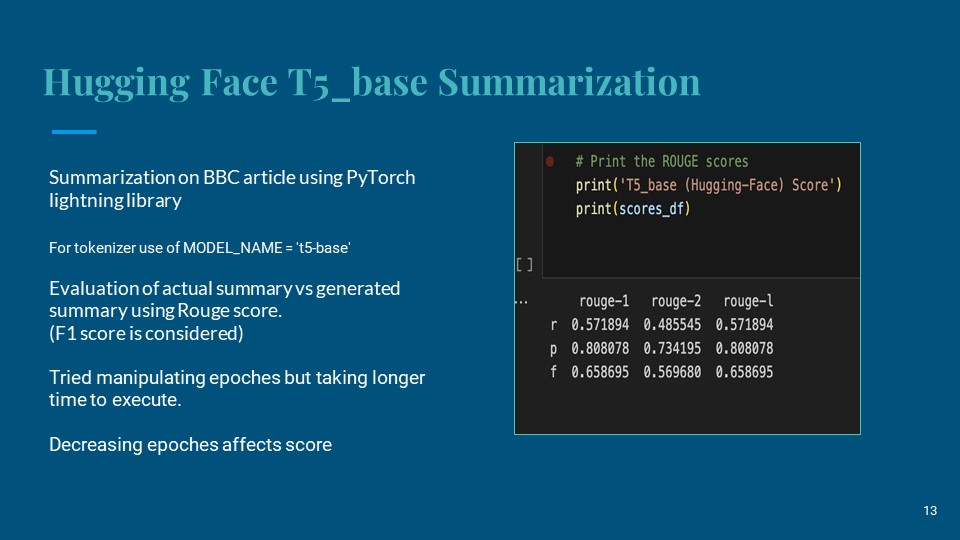 Hugging Face T5_base Summarization
Summarization on BBC article using PyTorch
lightning library
For tokenizer use of MODEL_NAME = 't5-base'
Evaluation of actual summary vs generated
summary using Rouge score.
(F1 score is considered)
Tried manipulating epoches but taking longer
time to execute.
Decreasing epoches affects score
# Print the ROUGE scores
print('T5_base (Hugging-Face) Score')
print(scores_df)
[ ]
...
rouge-1 rouge-2 rouge-l
r 0.571894 0.485545 0.571894
p 0.808078 0.734195 0.808078
f 0.658695 0.569680 0.658695
13